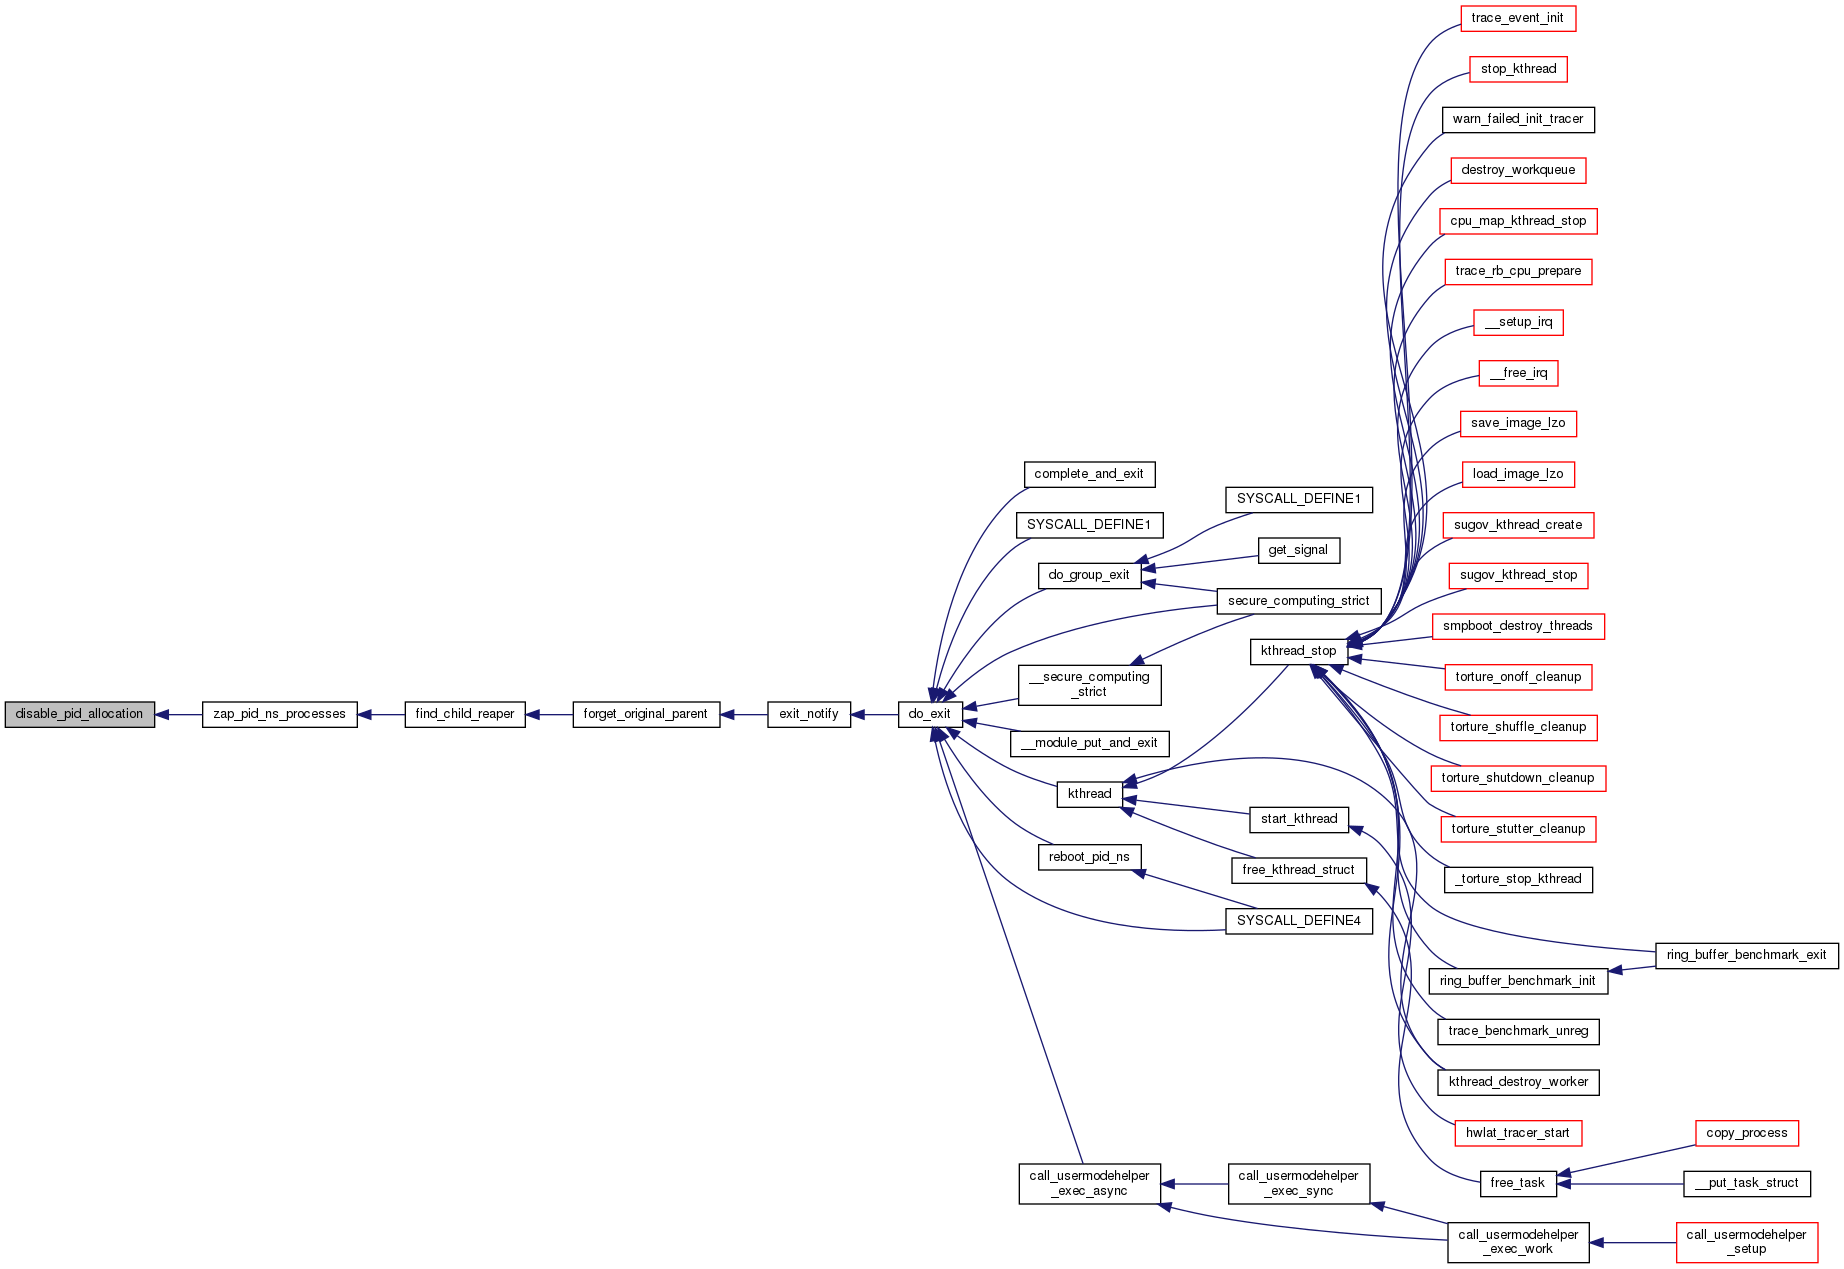 disable_pid_allocation
zap_pid_ns_processes
find_child_reaper
forget_original_parent
exit_notify
do_exit
complete_and_exit
SYSCALL_DEFINE1
do_group_exit
__secure_computing
_strict
__module_put_and_exit
kthread
reboot_pid_ns
call_usermodehelper
_exec_async
SYSCALL_DEFINE1
get_signal
secure_computing_strict
kthread_stop
start_kthread
free_kthread_struct
SYSCALL_DEFINE4
call_usermodehelper
_exec_sync
trace_event_init
stop_kthread
warn_failed_init_tracer
destroy_workqueue
cpu_map_kthread_stop
trace_rb_cpu_prepare
__setup_irq
__free_irq
save_image_lzo
load_image_lzo
sugov_kthread_create
sugov_kthread_stop
smpboot_destroy_threads
torture_onoff_cleanup
torture_shuffle_cleanup
torture_shutdown_cleanup
torture_stutter_cleanup
_torture_stop_kthread
ring_buffer_benchmark_init
trace_benchmark_unreg
kthread_destroy_worker
hwlat_tracer_start
free_task
call_usermodehelper
_exec_work
ring_buffer_benchmark_exit
copy_process
__put_task_struct
call_usermodehelper
_setup